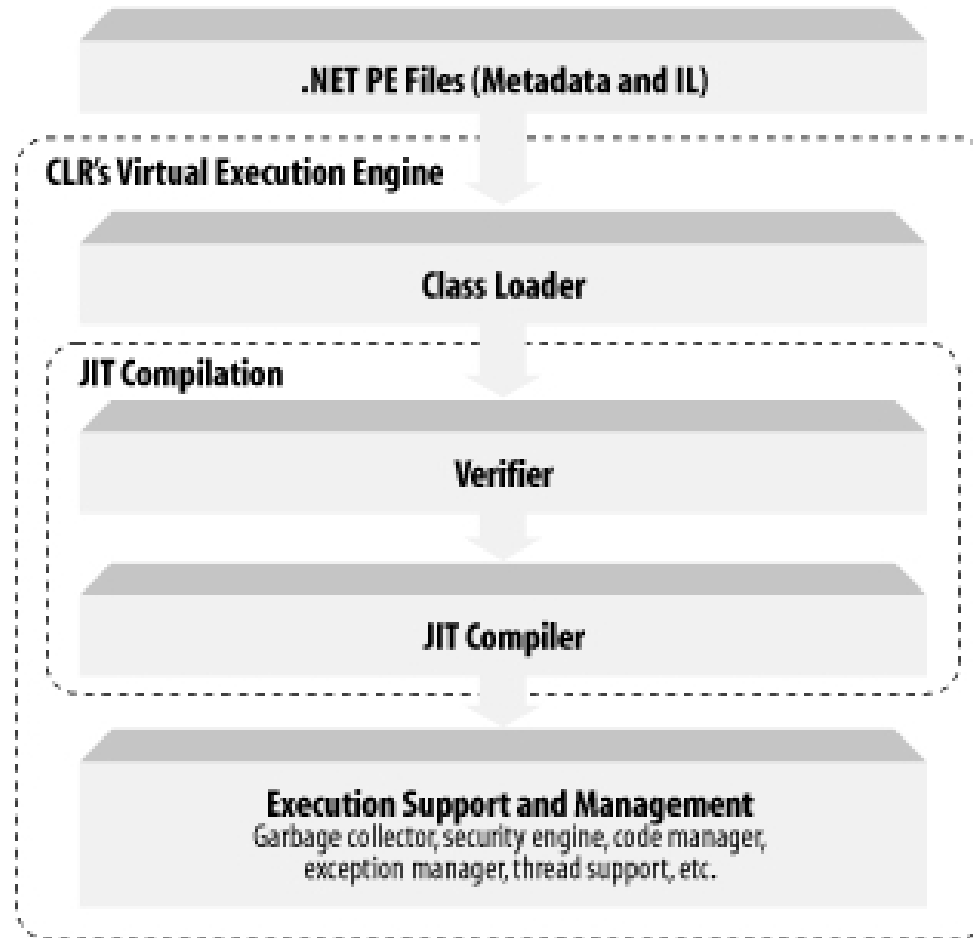 .NET PE Files (Metadata and IL)
CLR's Virtual Execution Engine
Class Loader
JIT Compilation
Verifier
JIT Compiler
Execution Support and Management
Garbage collector, security engine, code manager,
exception manager, thread support, etc.